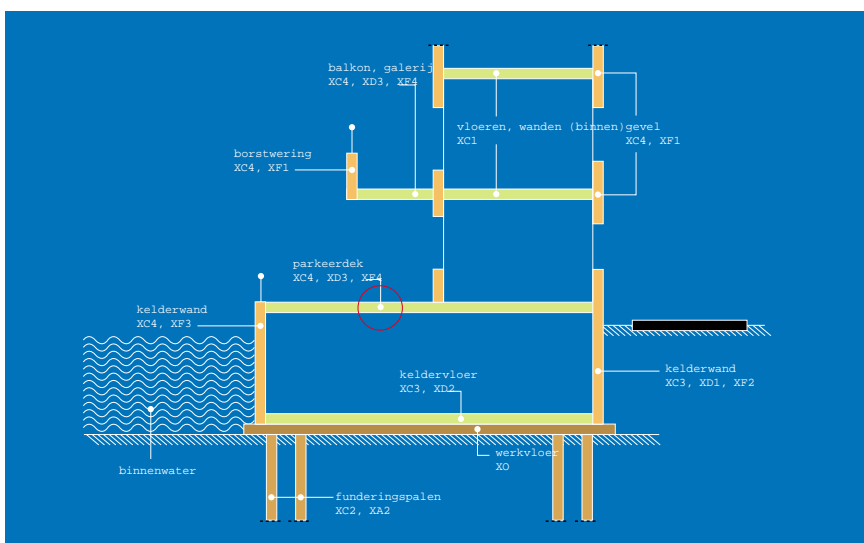 balkon, galerij
XC4, XD3, XF4
vloeren, wanden (binnen)
XC1
gevel
XC4, XF1
borstwering
XC4, XF1
parkeerdek
XC4, XD3, XF4
kelderwand
XC4, XF3
keldervloer
XC3, XD2
kelderwand
XC3, XD1, XF2
werkvloer
XO
binnenwater
funderingspalen
XC2, XA2